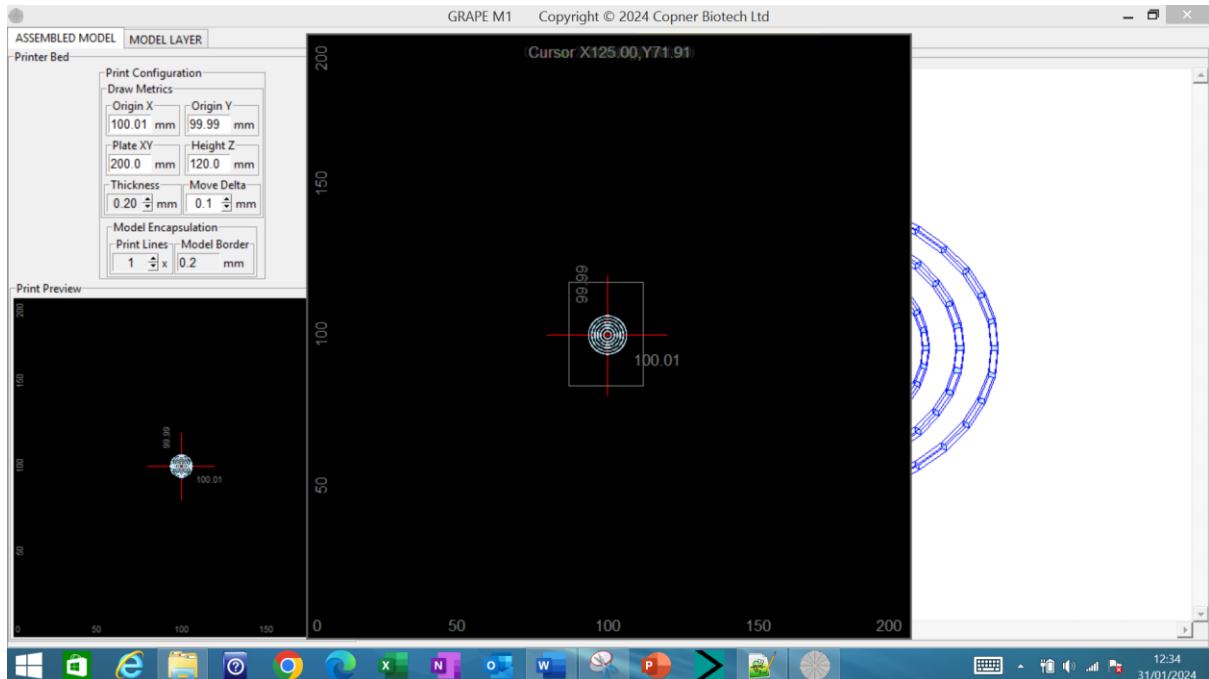 GRAPE M1 Copyright © 2024 Copner Biotech Ltd
ASSEMBLED MODEL MODEL LAYER
Printer Bed
Print Configuration
Draw Metrics
Origin X Origin Y
100.01 mm 99.99 mm
Plate XY Height Z
200.0 mm 120.0 mm
Thickness Move Delta
0.20 mm 0.1 mm
Model Encapsulation
Print Lines Model Border
1 x 0.2 mm
Print Preview
200
150
99.99
100
100.01
50
0 50 100 150
Cursor X125.00,Y71.91
200
150
99.99
100
100.01
50
0 50 100 150 200
12:34
31/01/2024